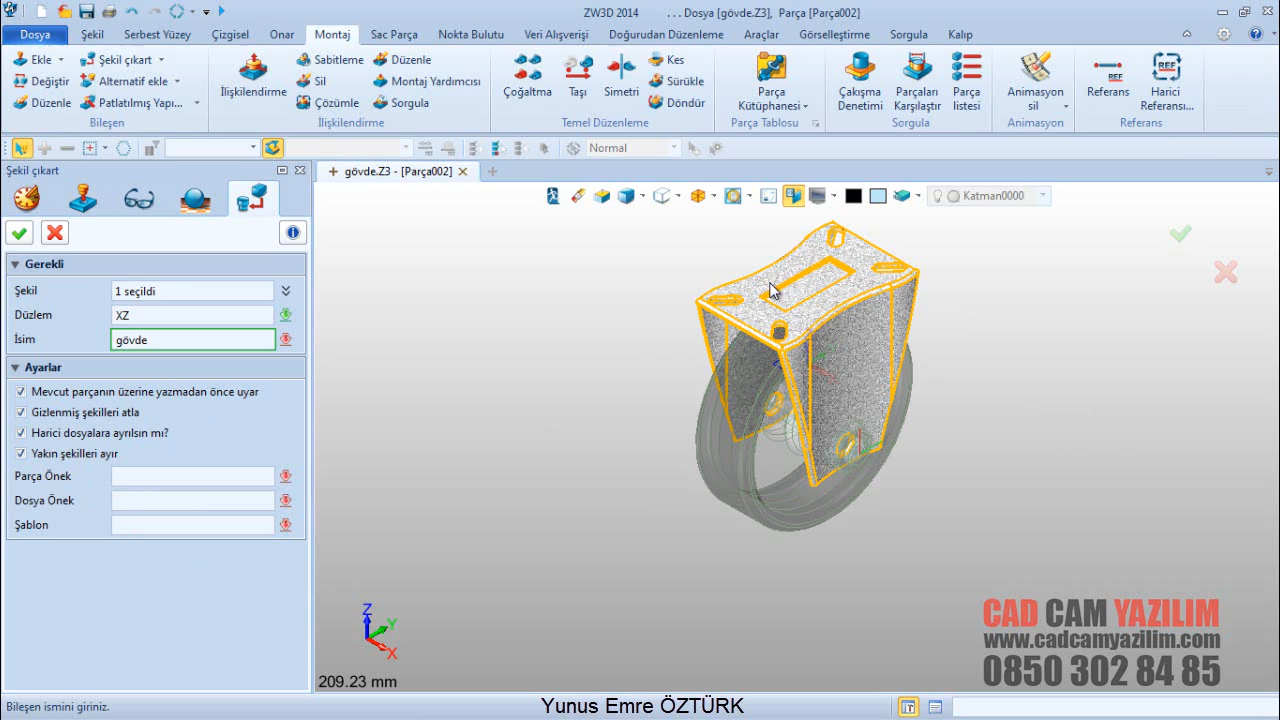 ZW3D 2014 . . . Dosya [gövde.Z3], Parça [Parça002]
Dosya Şekil Serbest Yüzey Çizgisel Onar Montaj Sac Parça Nokta Bulutu Veri Alışverişi Doğurudan Düzenleme Araçlar Görselleştirme Sorgula Kalıp
Ekle Şekil çıkart Sabitleme Düzenle Kes
Değiştir Alternatif ekle Sil Montaj Yardımısı Sürükle
Düzenle Patlatılmış Yapı... Çözümle Sorgula Döndür
İlişkilendirme Çoğaltma Taşı Simetri
Parça Kütüphanesi
Çakışma Denetimi
Parçaları Karşılaştır
Parça listesi
Animasyon sil
Referans
Harici Referansı...
Bileşen İlişkilendirme Temel Düzenleme Parça Tablosu Sorgula Animasyon Referans
Normal
Şekil çıkart
gövde.Z3 - [Parça002]
Katman0000
Gerekli
Şekil 1 seçildi
Düzlem XZ
İsim gövde
Ayarlar
Mevcut parçanın üzerine yazmadan önce uyar
Gizlenmiş şekilleri atla
Harici dosyalara ayrılsın mı?
Yakın şekilleri ayır
Parça Önek
Dosya Önek
Şablon
Z
Y
X
209.23 mm
CAD CAM YAZILIM
www.cadcamyazilim.com
0850 302 84 85
Bileşen ismini giriniz.
Yunus Emre ÖZTÜRK